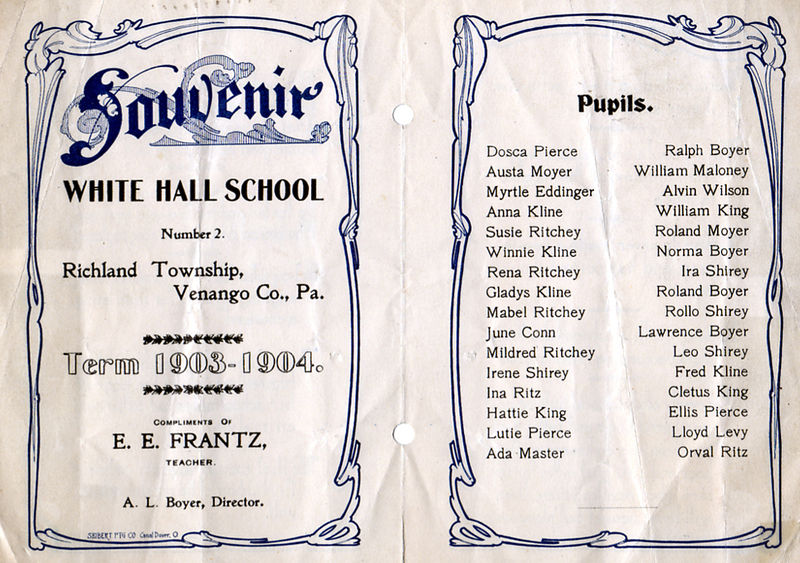 Souvenir
WHITE HALL SCHOOL
Number 2.
Richland Township,
Venango Co., Pa.
Term 1903-1904.
COMPLIMENTS OF
E. E. FRANTZ,
TEACHER.
A. L. Boyer, Director.
SEIBERT P'T'G CO. Canal Dover, O
Pupils.
Dosca Pierce
Austa Moyer
Myrtle Eddinger
Anna Kline
Susie Ritchey
Winnie Kline
Rena Ritchey
Gladys Kline
Mabel Ritchey
June Conn
Mildred Ritchey
Irene Shirey
Ina Ritz
Hattie King
Lutie Pierce
Ada Master
Ralph Boyer
William Maloney
Alvin Wilson
William King
Roland Moyer
Norma Boyer
Ira Shirey
Roland Boyer
Rollo Shirey
Lawrence Boyer
Leo Shirey
Fred Kline
Cletus King
Ellis Pierce
Lloyd Levy
Orval Ritz